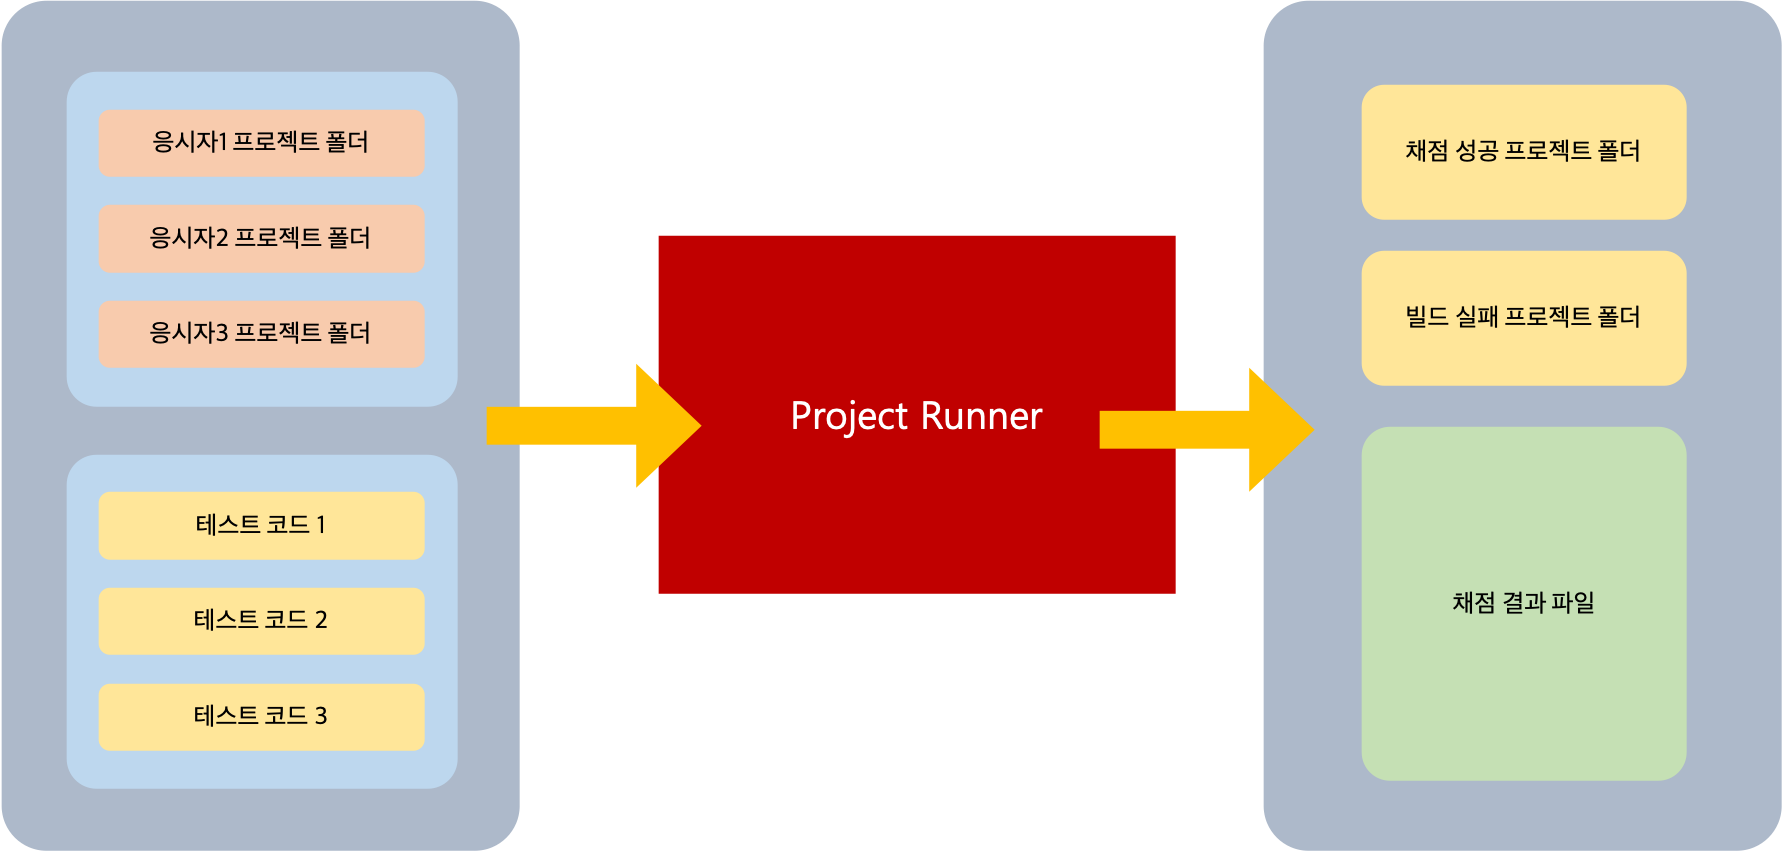 응시자1 프로젝트 폴더
응시자2 프로젝트 폴더
응시자3 프로젝트 폴더
테스트 코드 1
테스트 코드 2
테스트 코드 3
Project Runner
채점 성공 프로젝트 폴더
빌드 실패 프로젝트 폴더
채점 결과 파일